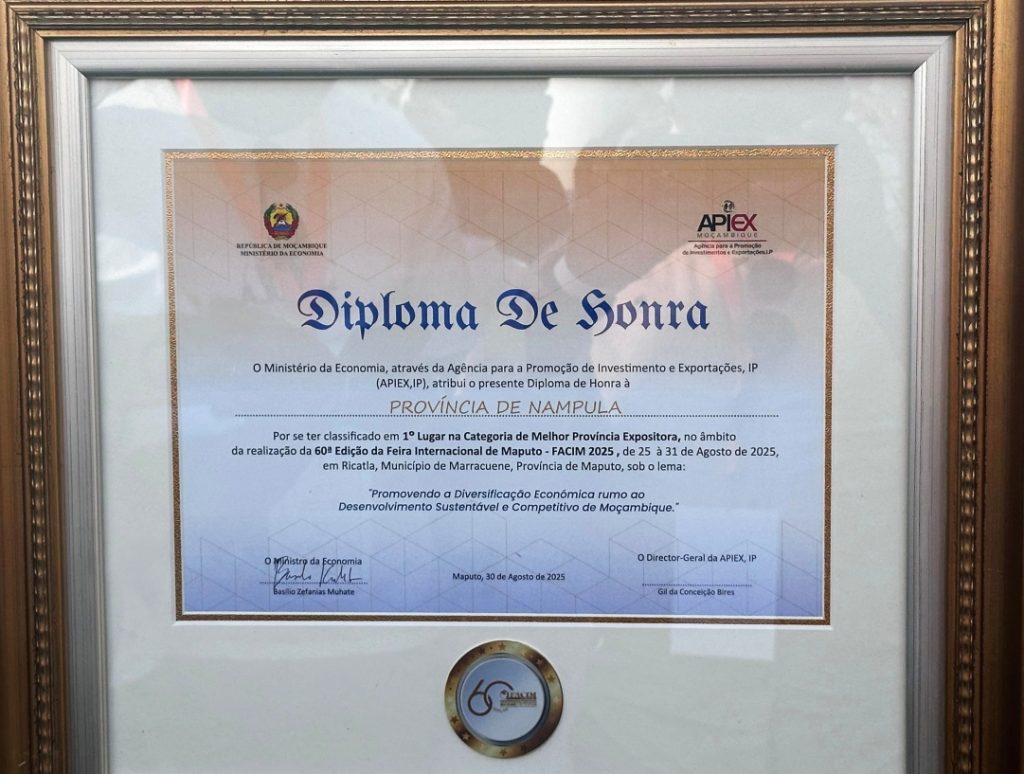 REPÚBLICA DE MOÇAMBIQUE
MINISTÉRIO DA ECONOMIA
APIEX
MOÇAMBIQUE
Agência para a Promoção
de Investimentos e Exportações,I.P
Diploma De Honra
O Ministério da Economia, através da Agência para a Promoção de Investimento e Exportações, IP
(APIEX,IP), atribui o presente Diploma de Honra à
PROVÍNCIA DE NAMPULA
Por se ter classificado em 1º Lugar na Categoria de Melhor Província Expositora, no âmbito
da realização da 60ª Edição da Feira Internacional de Maputo - FACIM 2025 , de 25 à 31 de Agosto de 2025,
em Ricatla, Município de Marracuene, Província de Maputo, sob o lema:
"Promovendo a Diversificação Económica rumo ao
Desenvolvimento Sustentável e Competitivo de Moçambique."
O Ministro da Economia
Basílio Zefanias Muhate
Maputo, 30 de Agosto de 2025
O Director-Geral da APIEX, IP
Gil da Conceição Bires
60 FACIM